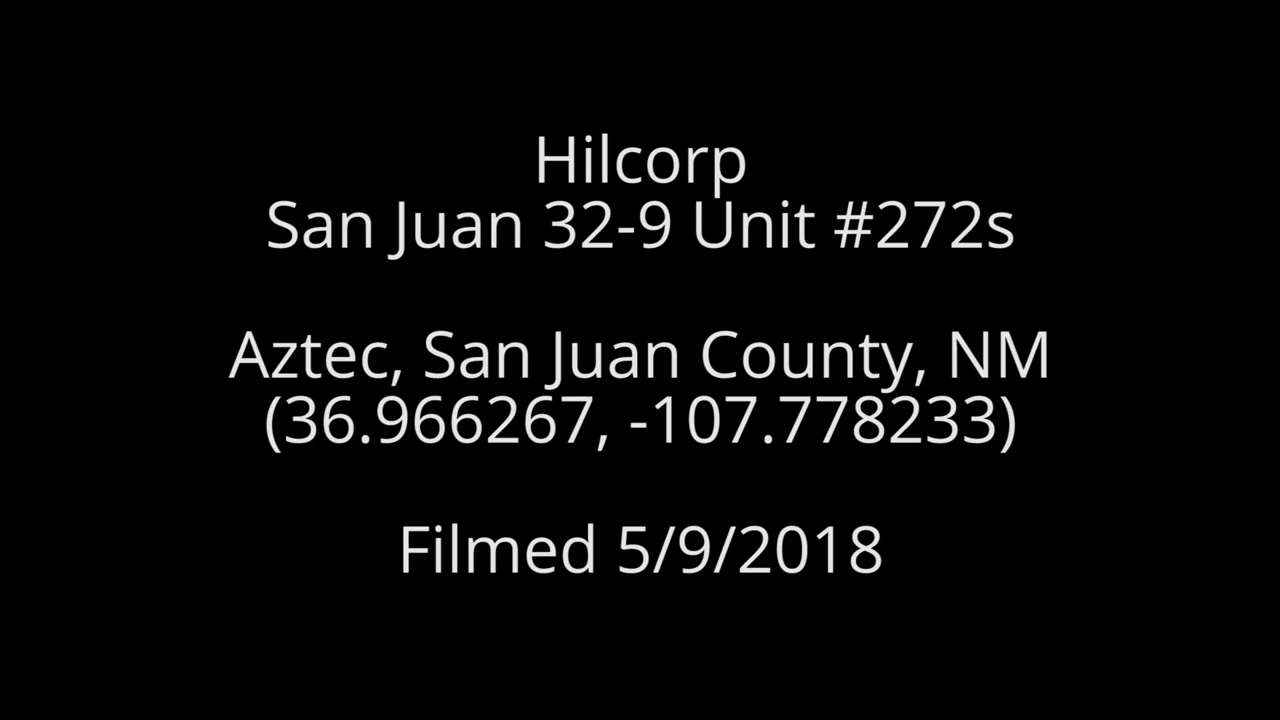 Hilcorp
San Juan 32-9 Unit #272s
Aztec, San Juan County, NM
(36.966267, -107.778233)
Filmed 5/9/2018